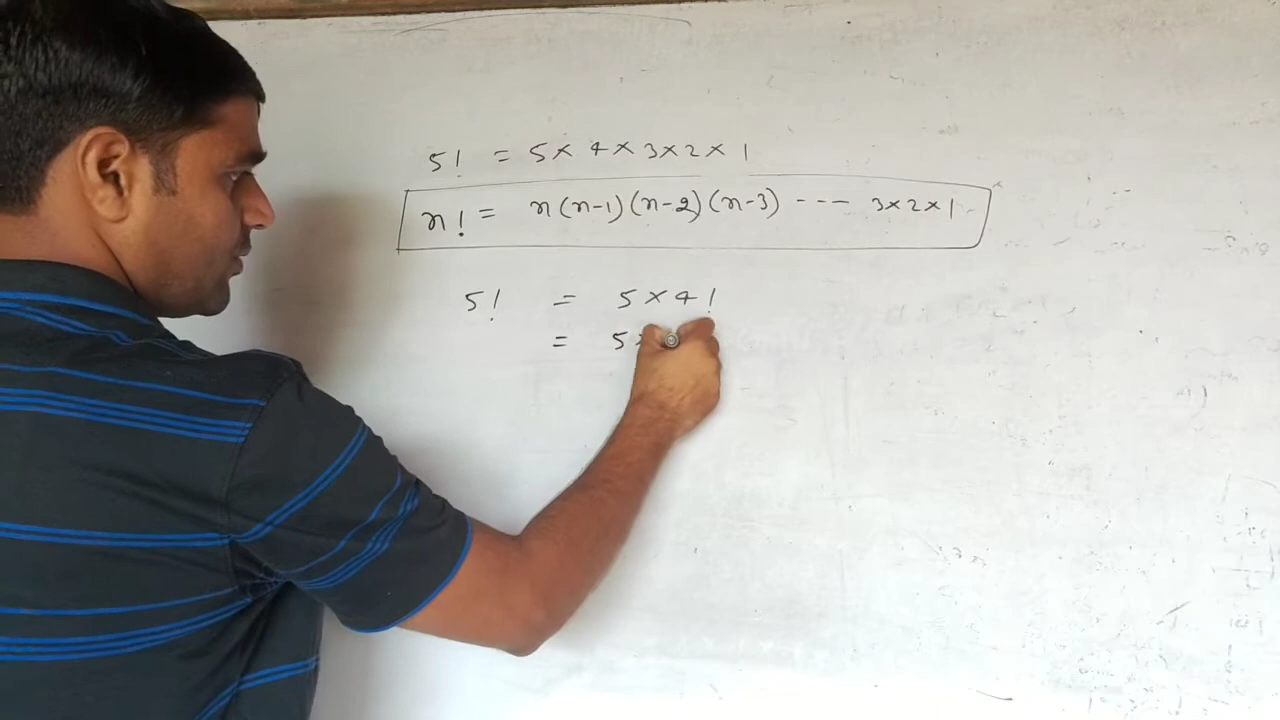 5! = 5 × 4 × 3 × 2 × 1
n! = n(n-1)(n-2)(n-3) --- 3×2×1
5! = 5 × 4!
= 5